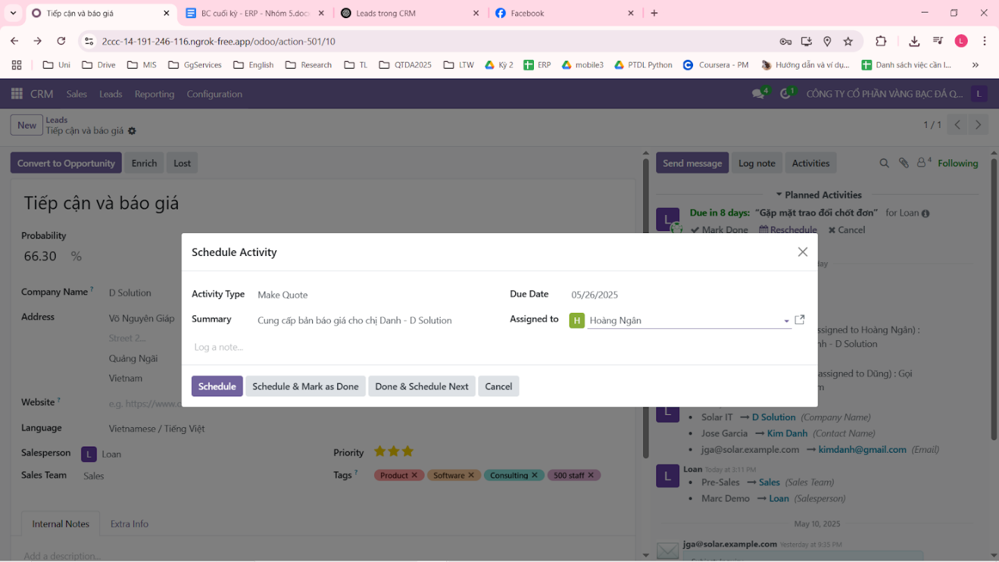 Tiếp cận và báo giá
BC cuối kỳ - ERP - Nhóm 5.doc
Leads trong CRM
Facebook
2ccc-14-191-246-116.ngrok-free.app/odoo/action-501/10
L
Uni
Drive
MIS
GgServices
English
Research
TL
QTDA2025
LTW
Kỳ 2
ERP
mobile3
PTDL Python
Coursera - PM
Hướng dẫn và ví dụ...
Danh sách việc cần l...
CRM Sales Leads Reporting Configuration
4 1 CÔNG TY CỔ PHẦN VÀNG BẠC ĐÁ Q... L
New
Leads
Tiếp cận và báo giá
1 / 1
Convert to Opportunity Enrich Lost
Send message Log note Activities
4 Following
Tiếp cận và báo giá
Probability
66.30 %
Company Name ? D Solution
Address Võ Nguyên Giáp
Street 2...
Quảng Ngãi
Vietnam
Website ? e.g. https://www.c
Language Vietnamese / Tiếng Việt
Salesperson L Loan
Sales Team Sales
Priority
Tags ? Product Software Consulting 500 staff
Internal Notes Extra Info
Add a description...
Schedule Activity
Activity Type Make Quote
Due Date 05/26/2025
Summary Cung cấp bản báo giá cho chị Danh - D Solution
Assigned to H Hoàng Ngân
Log a note...
Schedule Schedule & Mark as Done Done & Schedule Next Cancel
Planned Activities
L
Due in 8 days: “Gặp mặt trao đổi chốt đơn” for Loan
Mark Done Reschedule Cancel
day
ssigned to Hoàng Ngân) :
nh - D Solution
assigned to Dũng) : Gọi
m
Solar IT → D Solution (Company Name)
Jose Garcia → Kim Danh (Contact Name)
jga@solar.example.com → kimdanh@gmail.com (Email)
L
Loan Today at 3:11 PM
Pre-Sales → Sales (Sales Team)
Marc Demo → Loan (Salesperson)
May 10, 2025
jga@solar.example.com Yesterday at 9:35 PM